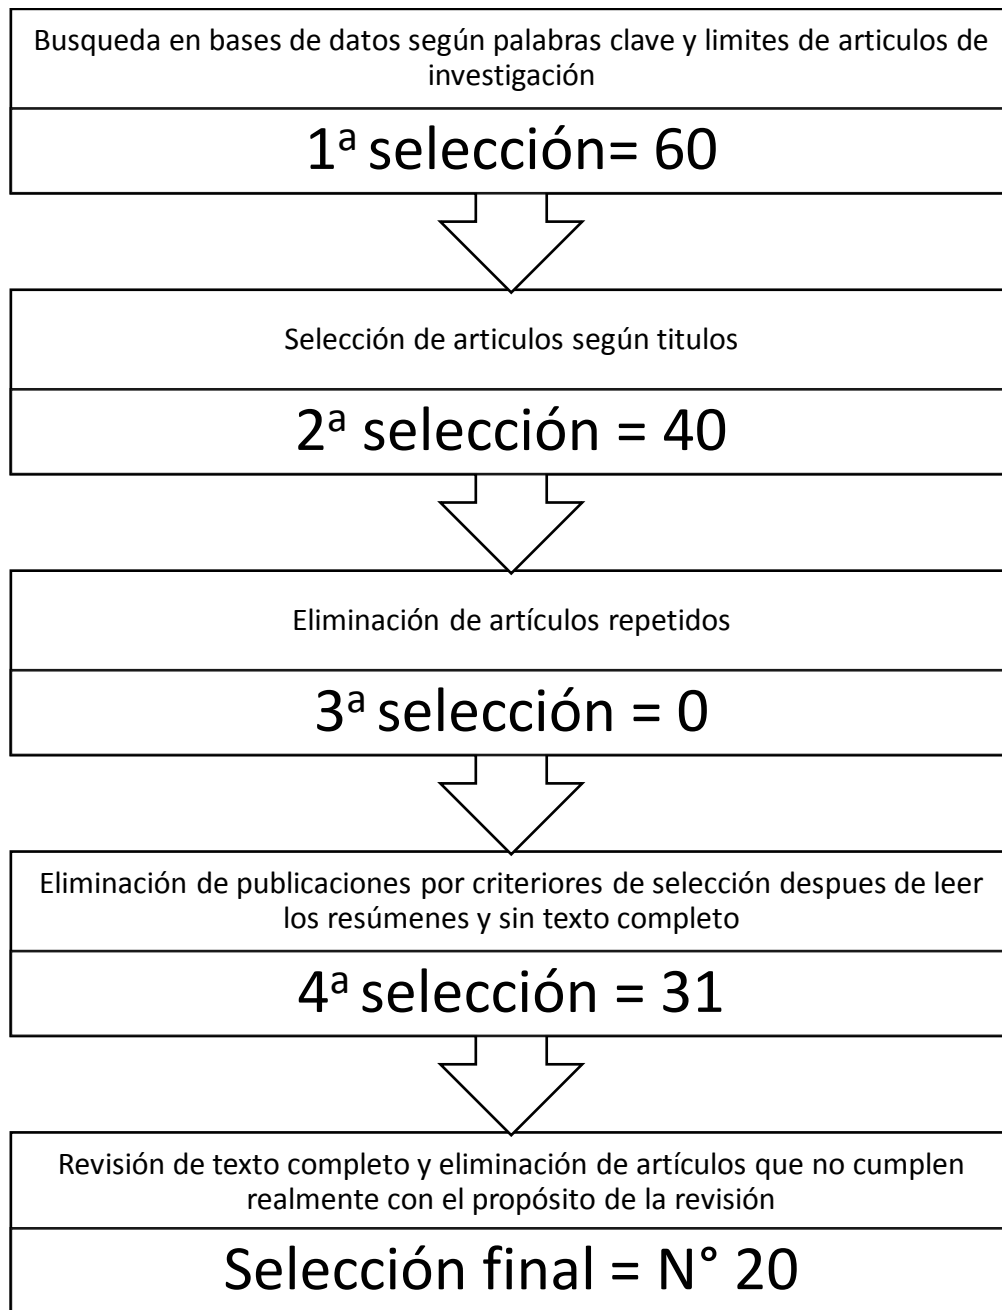 Busqueda en bases de datos según palabras clave y limites de articulos de
investigación
1ª selección= 60
Selección de articulos según titulos
2ª selección = 40
Eliminación de artículos repetidos
3ª selección = 0
Eliminación de publicaciones por criteriores de selección despues de leer
los resúmenes y sin texto completo
4ª selección = 31
Revisión de texto completo y eliminación de artículos que no cumplen
realmente con el propósito de la revisión
Selección final = N° 20